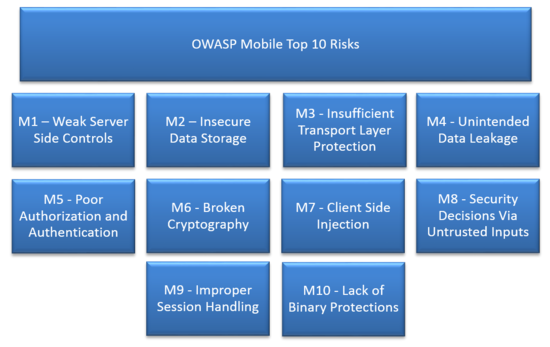 OWASP Mobile Top 10 Risks
M1 – Weak Server
Side Controls
M2 – Insecure
Data Storage
M3 - Insufficient
Transport Layer
Protection
M4 - Unintended
Data Leakage
M5 - Poor
Authorization and
Authentication
M6 - Broken
Cryptography
M7 - Client Side
Injection
M8 - Security
Decisions Via
Untrusted Inputs
M9 - Improper
Session Handling
M10 - Lack of
Binary Protections